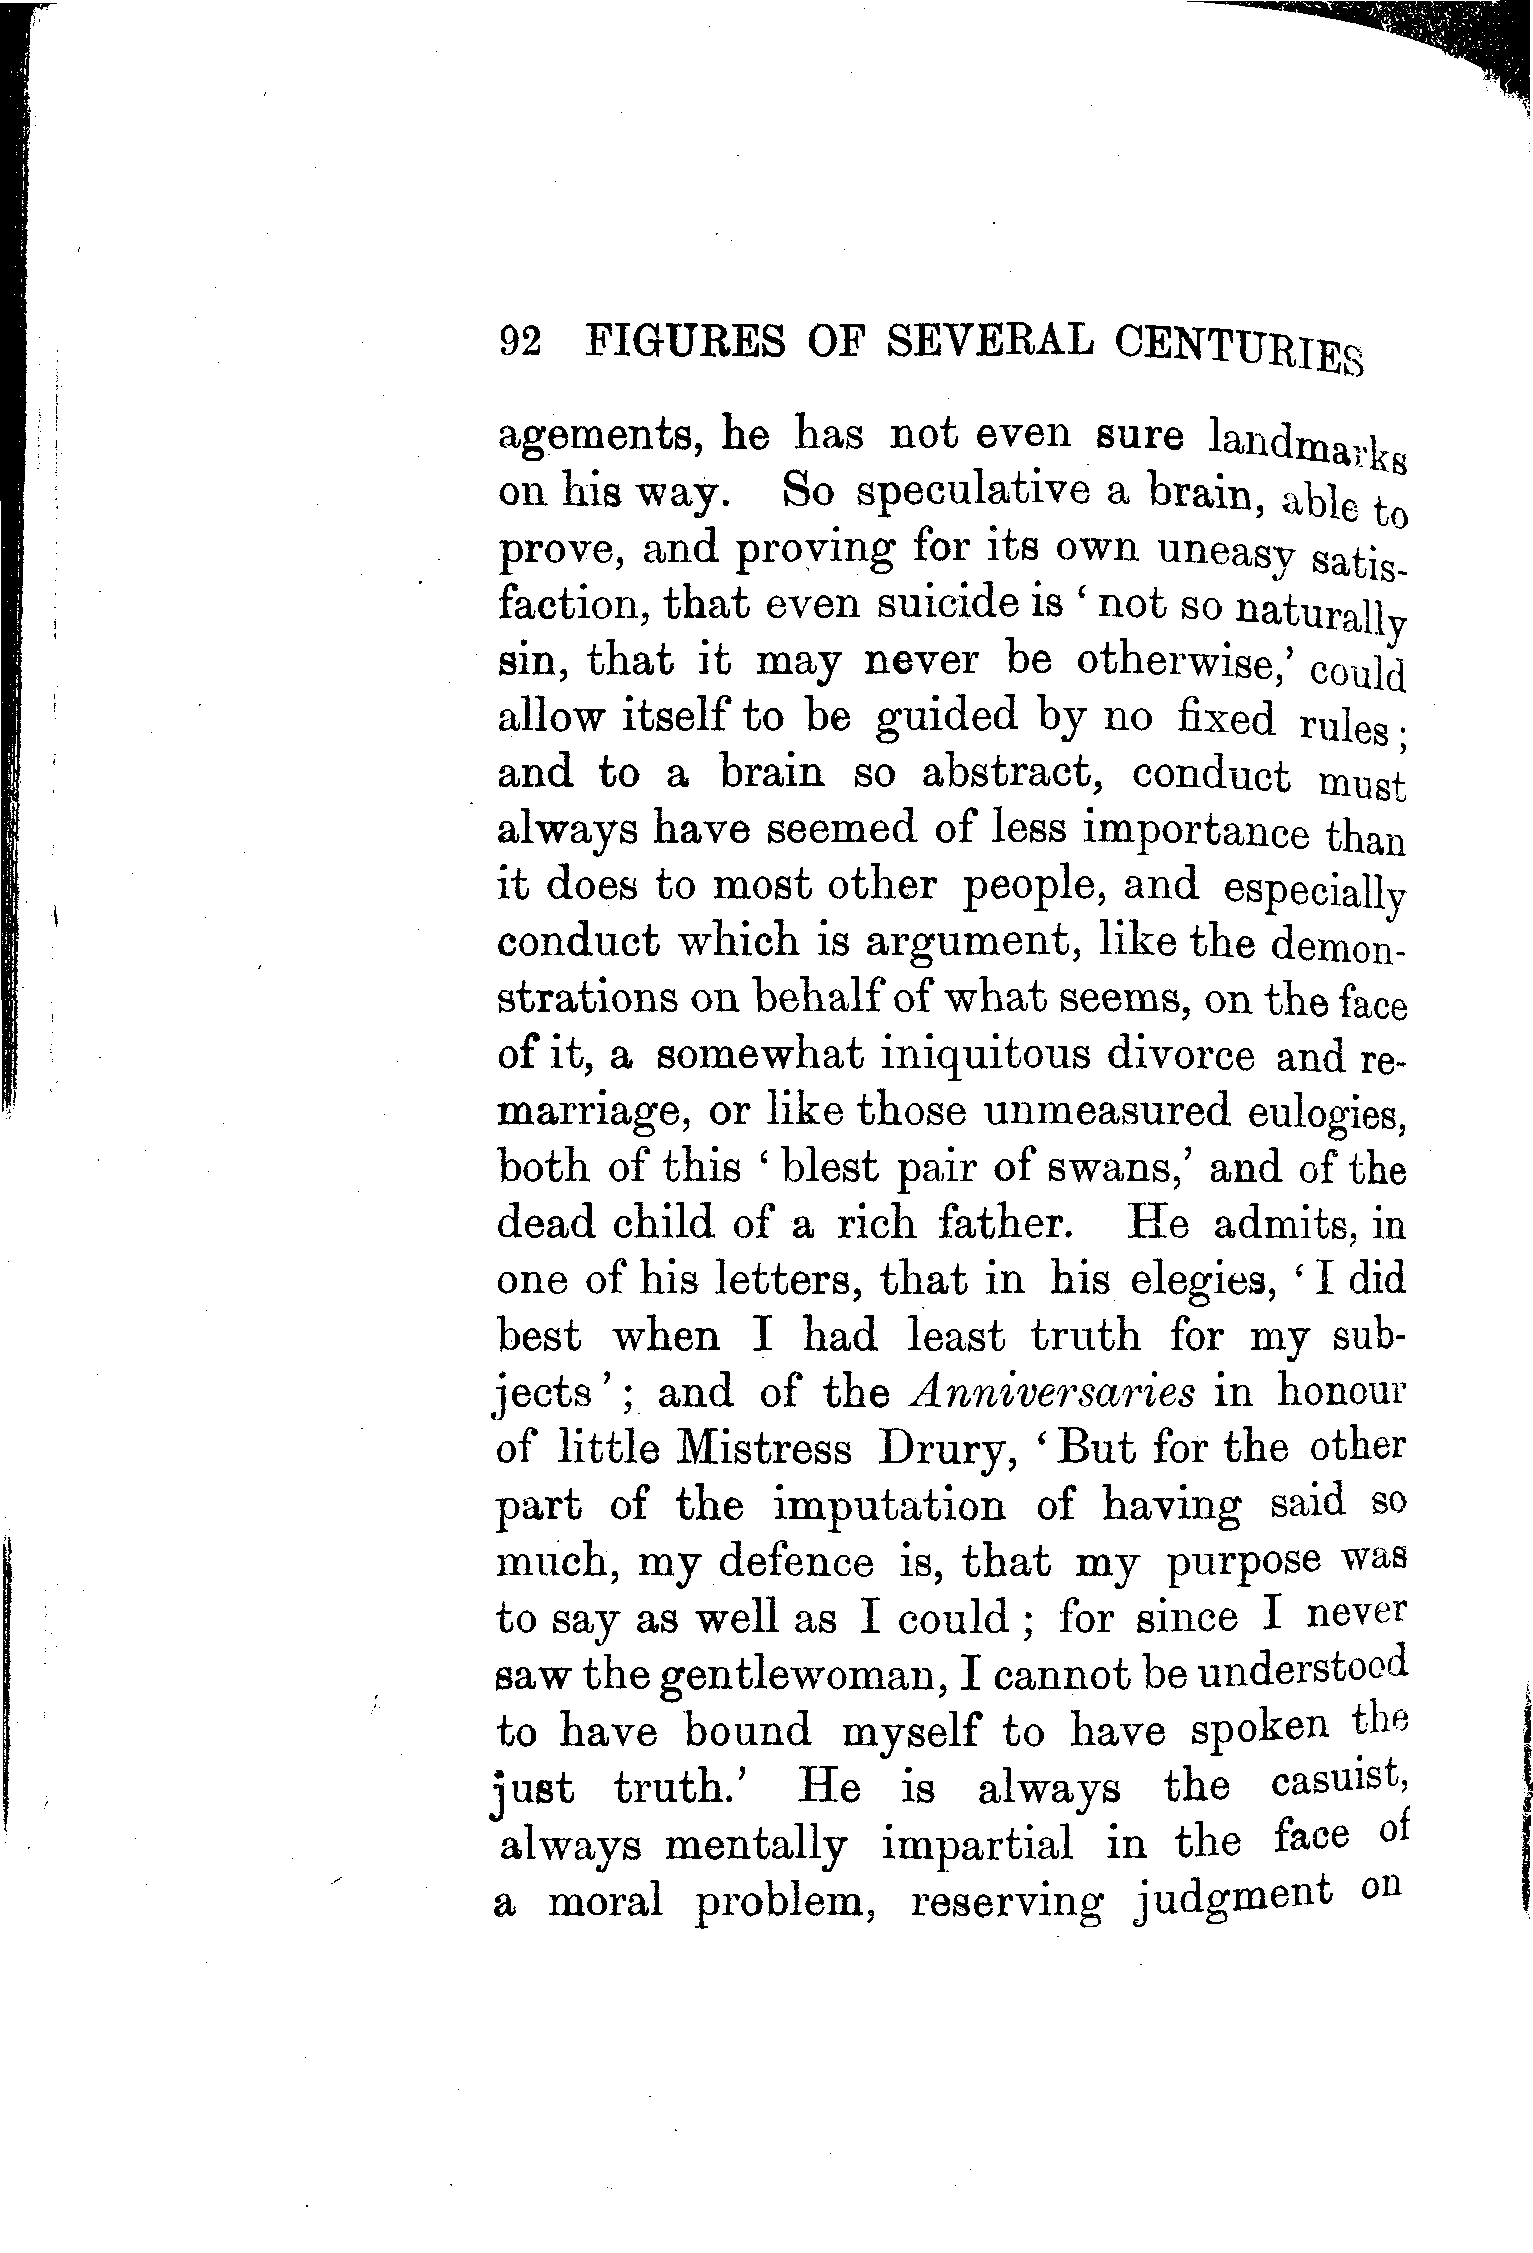 92 FIGURES OF SEVERAL CENTURIES
agements, he has not even sure landmarks
on his way. So speculative a brain, able to
prove, and proving for its own uneasy satis-
faction, that even suicide is ‘ not so naturally
sin, that it may never be otherwise,’ could
allow itself to be guided by no fixed rules ;
and to a brain so abstract, conduct must
always have seemed of less importance than
it does to most other people, and especially
conduct which is argument, like the demon-
strations on behalf of what seems, on the face
of it, a somewhat iniquitous divorce and re-
marriage, or like those unmeasured eulogies,
both of this ‘ blest pair of swans,’ and of the
dead child of a rich father. He admits, in
one of his letters, that in his elegies, ‘ I did
best when I had least truth for my sub-
jects ’ ; and of the Anniversaries in honour
of little Mistress Drury, ‘ But for the other
part of the imputation of having said so
much, my defence is, that my purpose was
to say as well as I could ; for since I never
saw the gentlewoman, I cannot be understood
to have bound myself to have spoken the
just truth.’ He is always the casuist,
always mentally impartial in the face of
a moral problem, reserving judgment on